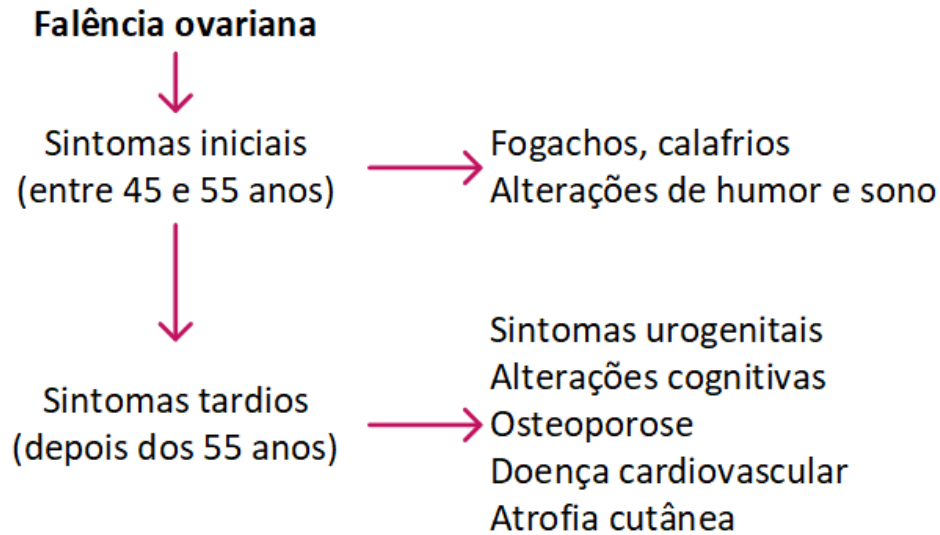 Falência ovariana
Sintomas iniciais
(entre 45 e 55 anos)
Fogachos, calafrios
Alterações de humor e sono
Sintomas tardios
(depois dos 55 anos)
Sintomas urogenitais
Alterações cognitivas
Osteoporose
Doença cardiovascular
Atrofia cutânea